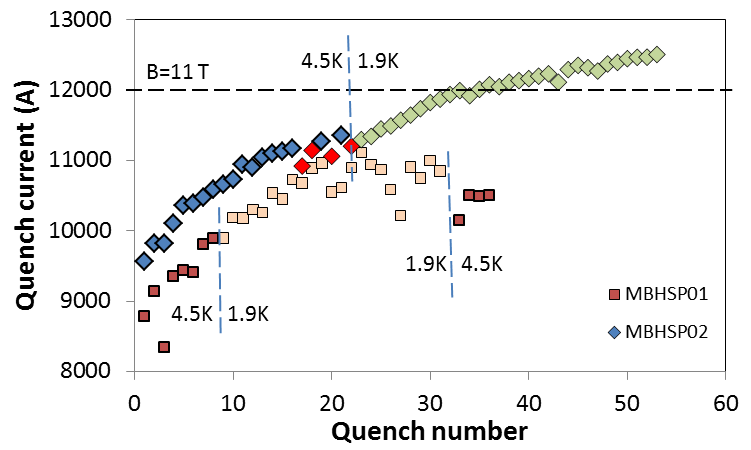 13000
12000
11000
10000
9000
8000
Quench current (A)
B=11 T
4.5K 1.9K
1.9K 4.5K
4.5K 1.9K
MBHSP01
MBHSP02
0 10 20 30 40 50 60
Quench number